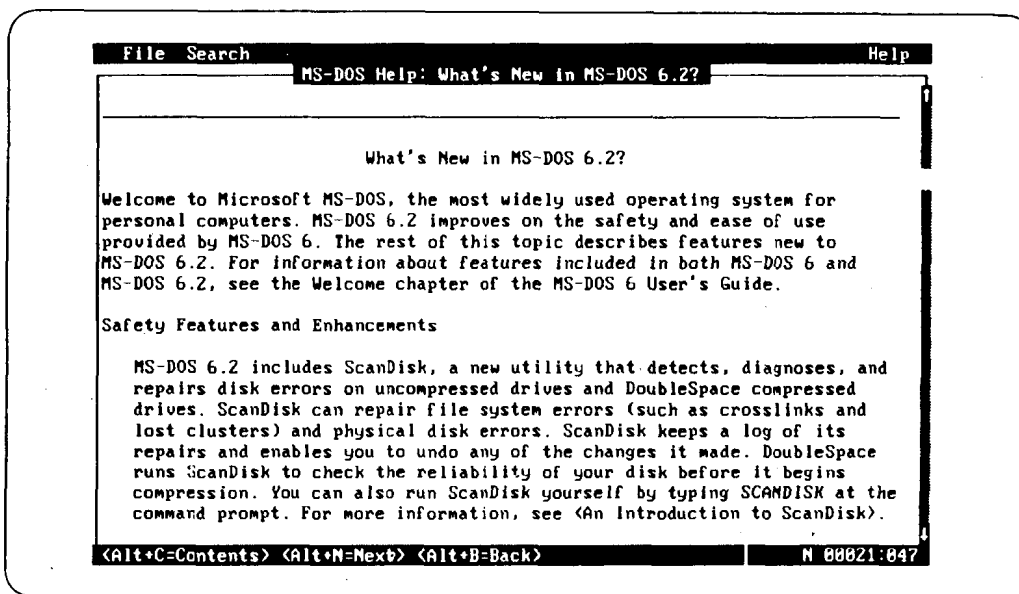 File Search Help
MS-DOS Help: What's New in MS-DOS 6.2?
What's New in MS-DOS 6.2?
Welcome to Microsoft MS-DOS, the most widely used operating system for
personal computers. MS-DOS 6.2 improves on the safety and ease of use
provided by MS-DOS 6. The rest of this topic describes features new to
MS-DOS 6.2. For information about features included in both MS-DOS 6 and
MS-DOS 6.2, see the Welcome chapter of the MS-DOS 6 User's Guide.
Safety Features and Enhancements
MS-DOS 6.2 includes ScanDisk, a new utility that detects, diagnoses, and
repairs disk errors on uncompressed drives and DoubleSpace compressed
drives. ScanDisk can repair file system errors (such as crosslinks and
lost clusters) and physical disk errors. ScanDisk keeps a log of its
repairs and enables you to undo any of the changes it made. DoubleSpace
runs ScanDisk to check the reliability of your disk before it begins
compression. You can also run ScanDisk yourself by typing SCANDISK at the
command prompt. For more information, see <An Introduction to ScanDisk>.
<Alt+C=Contents> <Alt+N=Next> <Alt+B=Back> N 00021:047